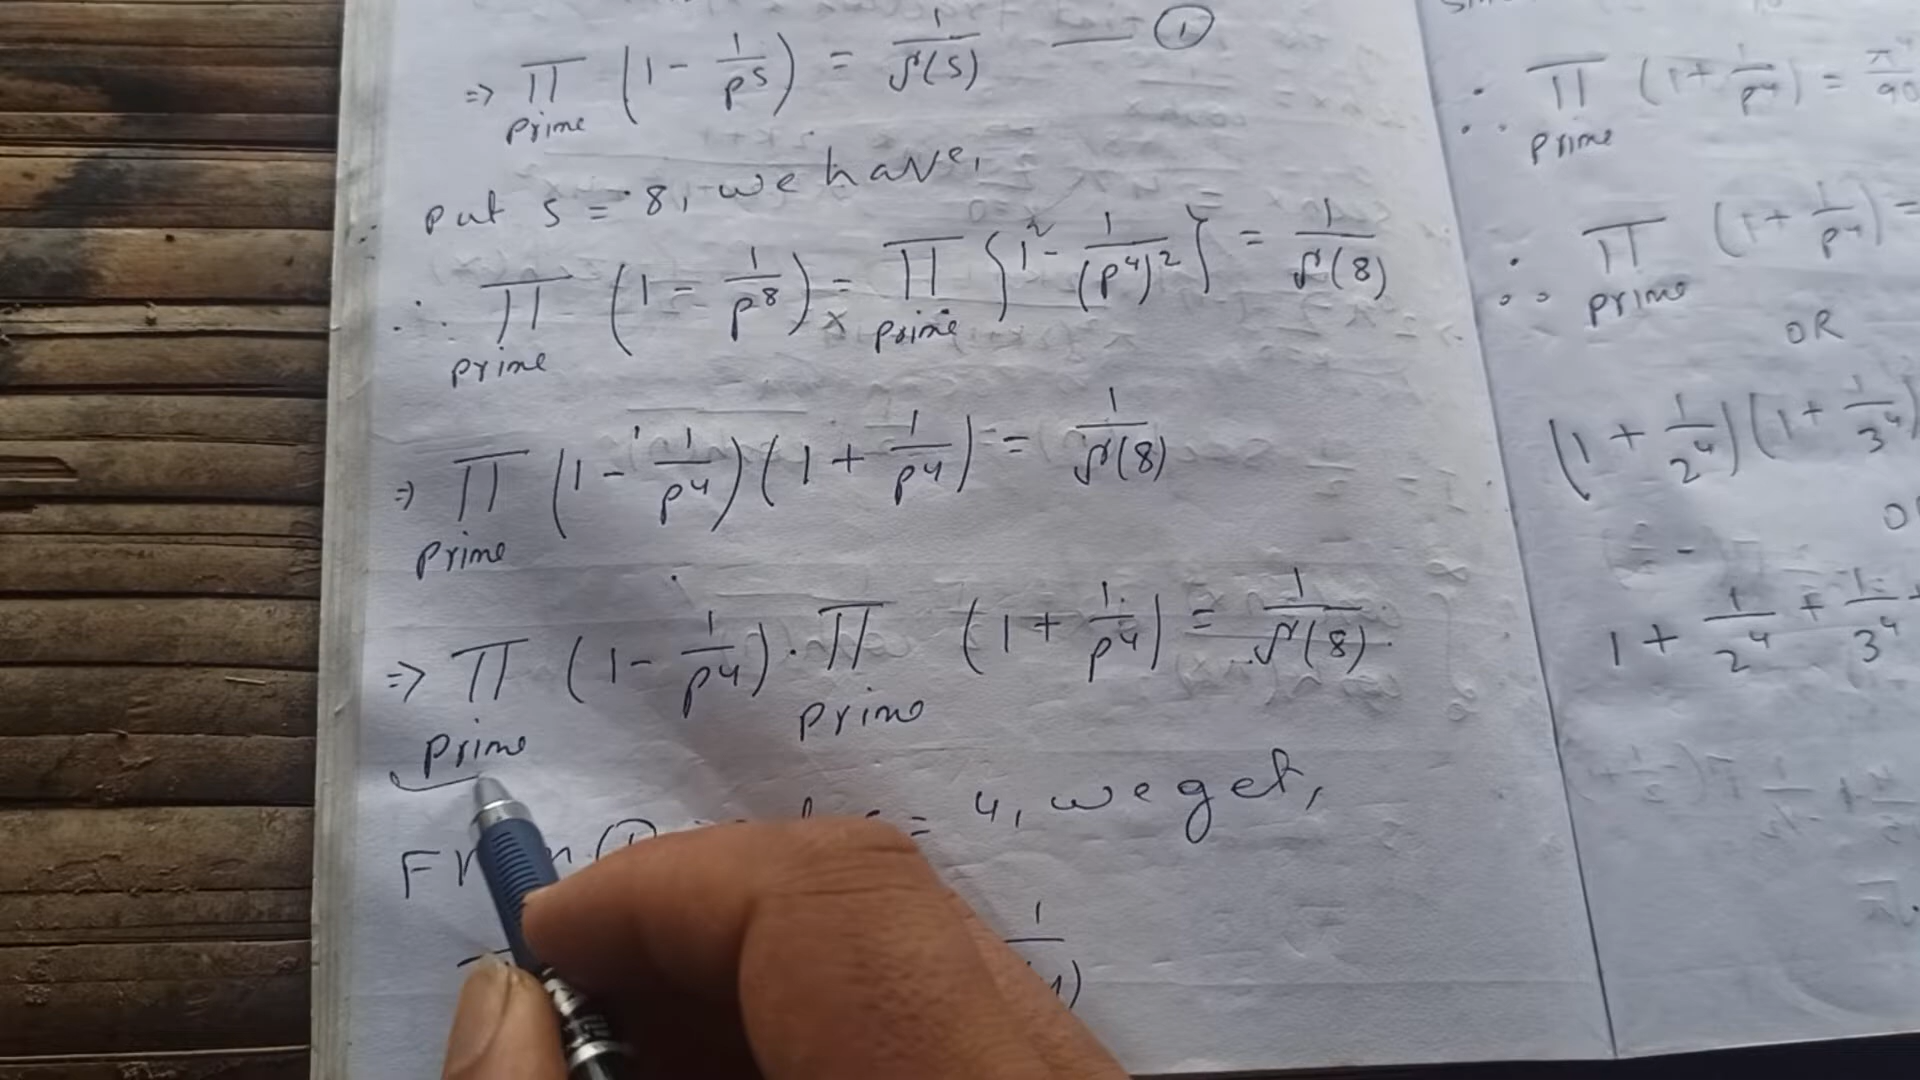 ⇒ ∏ (1 - 1/p^s) = 1/ζ(s) — ①
prime
put s = 8, we have,
∴ ∏ (1 - 1/p^8) = ∏ {1^2 - 1/(p^4)^2} = 1/ζ(8)
prime prime
⇒ ∏ (1 - 1/p^4)(1 + 1/p^4) = 1/ζ(8)
prime
⇒ ∏ (1 - 1/p^4) · ∏ (1 + 1/p^4) = 1/ζ(8)
prime prime
= 4, we get,
∴ ∏ (1 + 1/p^4) = π^4/90
prime
∴ ∏ (1 + 1/p^4) =
prime
OR
(1 + 1/2^4)(1 + 1/3^4)
1 + 1/2^4 + 1/3^4 +